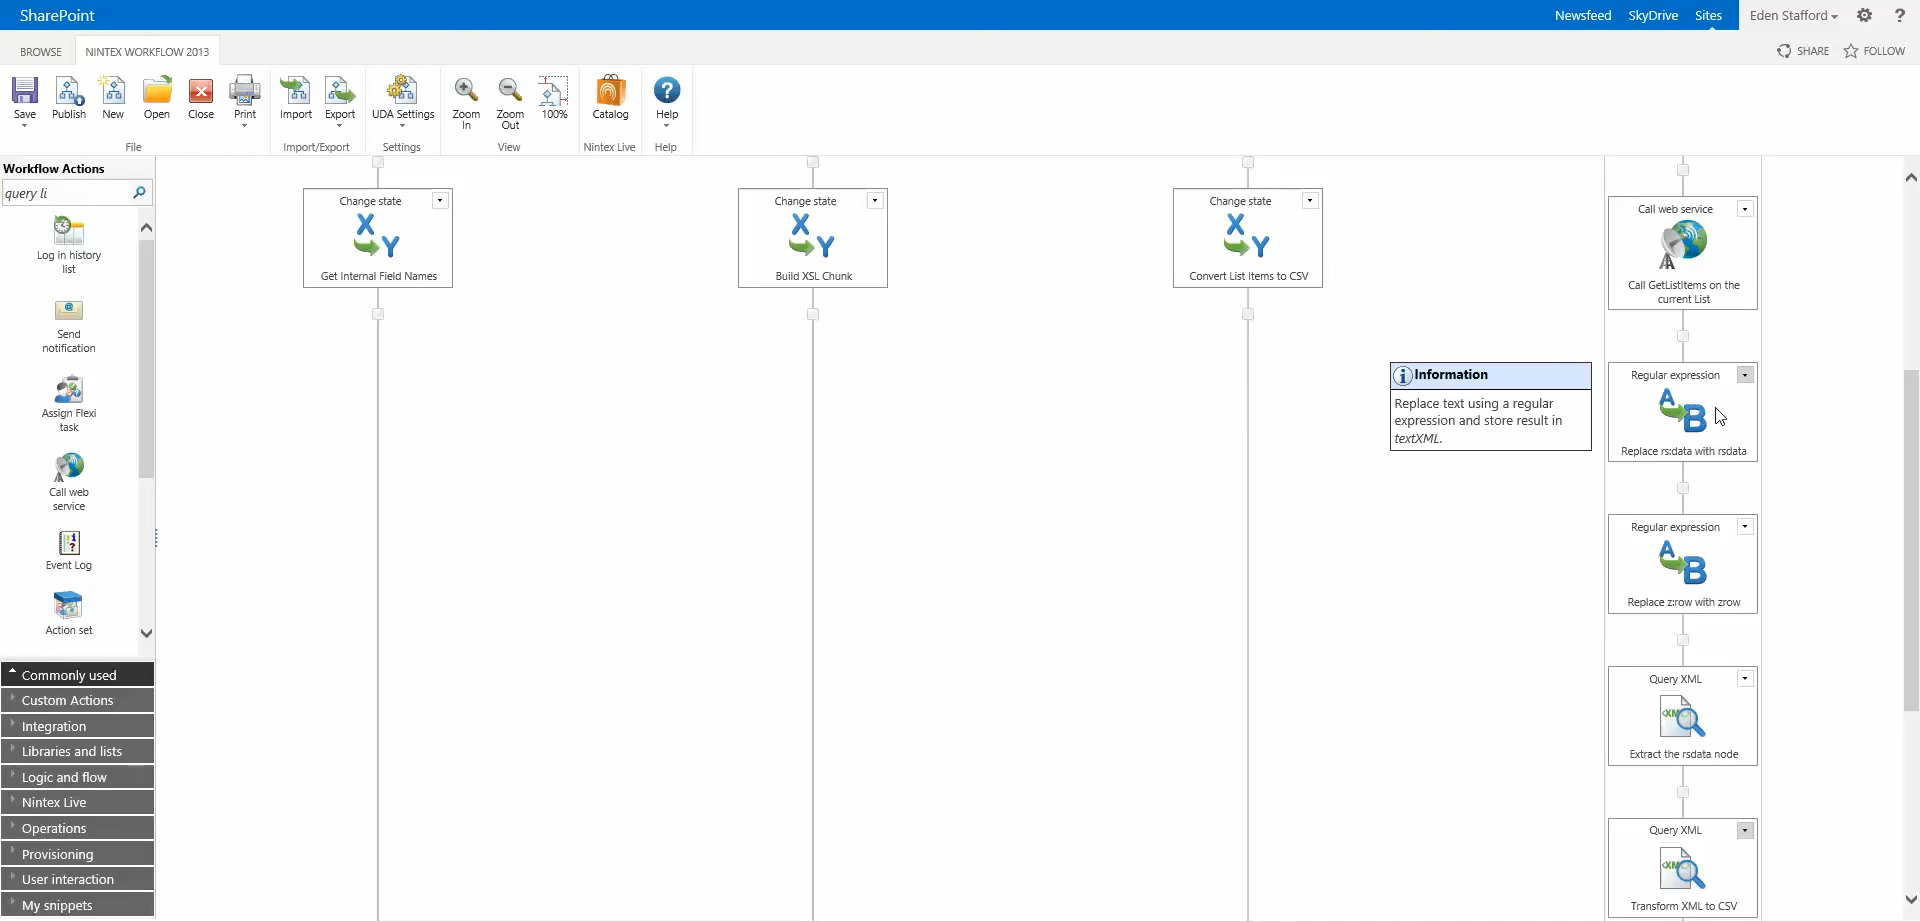 SharePoint
Newsfeed SkyDrive Sites Eden Stafford ?
BROWSE NINTEX WORKFLOW 2013 SHARE FOLLOW
Save Publish New Open Close Print Import Export UDA Settings Zoom In Zoom Out 100% Catalog Help
File Import/Export Settings View Nintex Live Help
Workflow Actions
query li
Log in history
list
Send
notification
Assign Flexi
task
Call web
service
Event Log
Action set
Commonly used
Custom Actions
Integration
Libraries and lists
Logic and flow
Nintex Live
Operations
Provisioning
User interaction
My snippets
Change state
X Y
Get Internal Field Names
Change state
X Y
Build XSL Chunk
Change state
X Y
Convert List Items to CSV
Call web service
Call GetListItems on the
current List
Information
Replace text using a regular
expression and store result in
textXML.
Regular expression
A B
Replace rs:data with rsdata
Regular expression
A B
Replace z:row with zrow
Query XML
Extract the rsdata node
Query XML
Transform XML to CSV